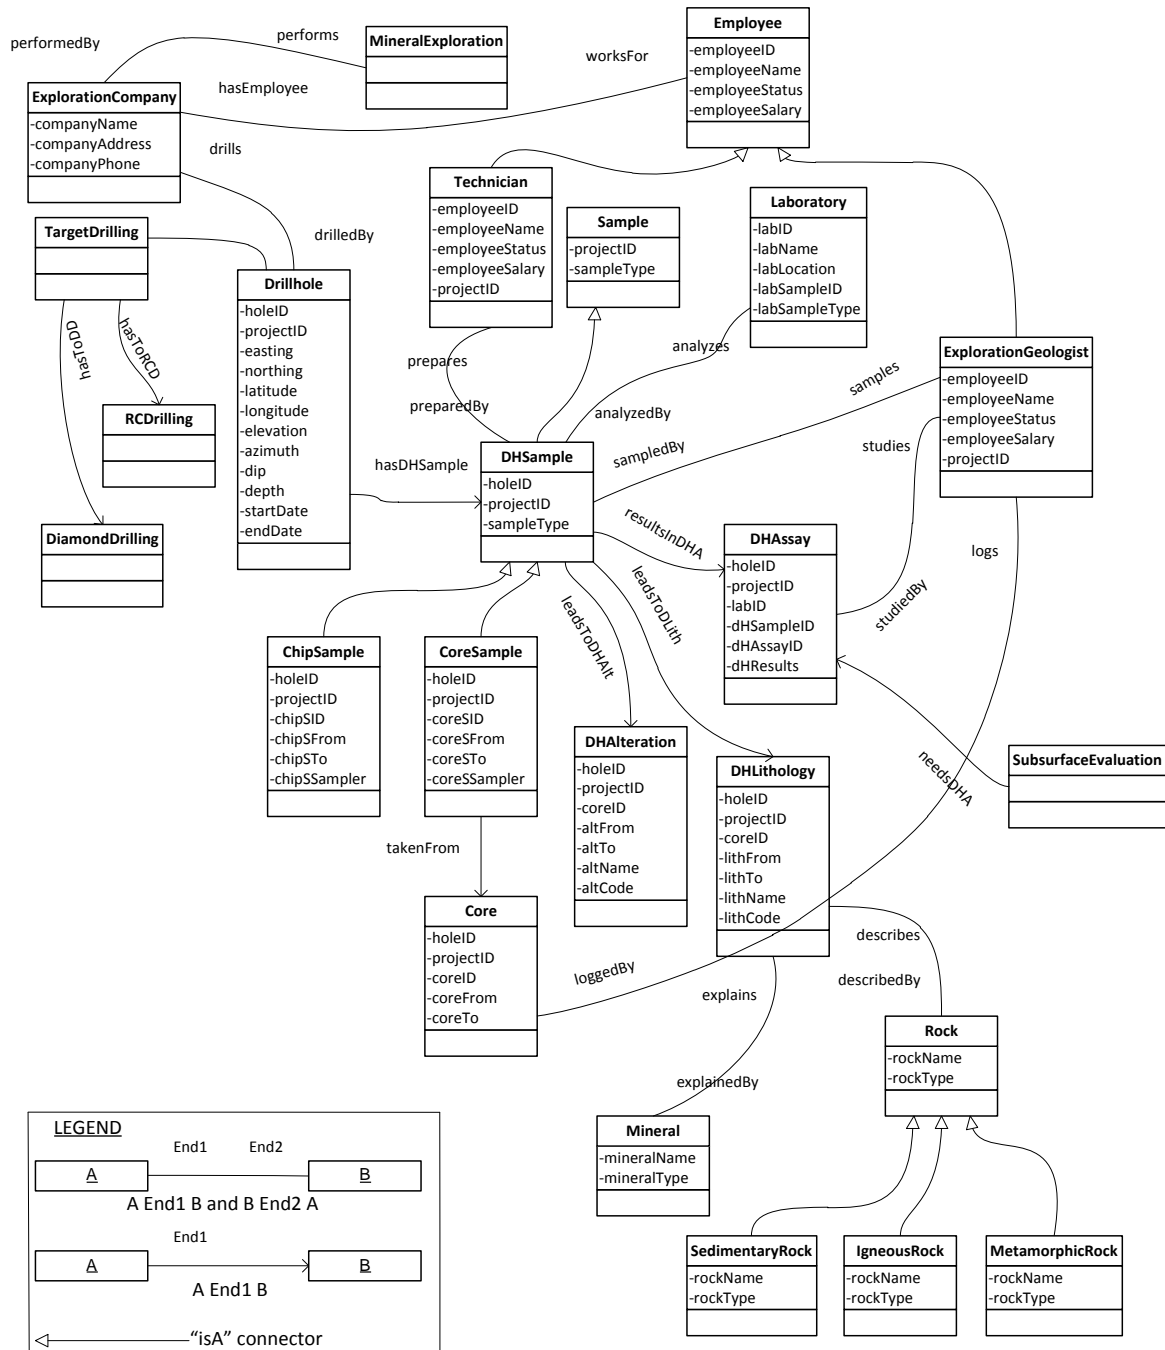 Employee
-employeeID
-employeeName
-employeeStatus
-employeeSalary
performedBy
performs
MineralExploration
worksFor
hasEmployee
ExplorationCompany
-companyName
-companyAddress
-companyPhone
drills
Technician
-employeeID
-employeeName
-employeeStatus
-employeeSalary
-projectID
Sample
-projectID
-sampleType
Laboratory
-labID
-labName
-labLocation
-labSampleID
-labSampleType
TargetDrilling
drilledBy
Drillhole
-holeID
-projectID
-easting
-northing
-latitude
-longitude
-elevation
-azimuth
-dip
-depth
-startDate
-endDate
hasToDD
hasToRCD
RCDrilling
DiamondDrilling
prepares
preparedBy
analyzes
analyzedBy
samples
sampledBy
ExplorationGeologist
-employeeID
-employeeName
-employeeStatus
-employeeSalary
-projectID
studies
hasDHSample
DHSample
-holeID
-projectID
-sampleType
resultsInDHA
DHAssay
-holeID
-projectID
-labID
-dHSampleID
-dHAssayID
-dHResults
studiedBy
logs
leadsToDHAlt
leadsToDLith
ChipSample
-holeID
-projectID
-chipSID
-chipSFrom
-chipSTo
-chipSSampler
CoreSample
-holeID
-projectID
-coreSID
-coreSFrom
-coreSTo
-coreSSampler
DHAlteration
-holeID
-projectID
-coreID
-altFrom
-altTo
-altName
-altCode
DHLithology
-holeID
-projectID
-coreID
-lithFrom
-lithTo
-lithName
-lithCode
needsDHA
SubsurfaceEvaluation
takenFrom
Core
-holeID
-projectID
-coreID
-coreFrom
-coreTo
loggedBy
describes
describedBy
explains
explainedBy
Rock
-rockName
-rockType
Mineral
-mineralName
-mineralType
SedimentaryRock
-rockName
-rockType
IgneousRock
-rockName
-rockType
MetamorphicRock
-rockName
-rockType
LEGEND
End1 End2
A B
A End1 B and B End2 A
End1
A B
A End1 B
“isA” connector